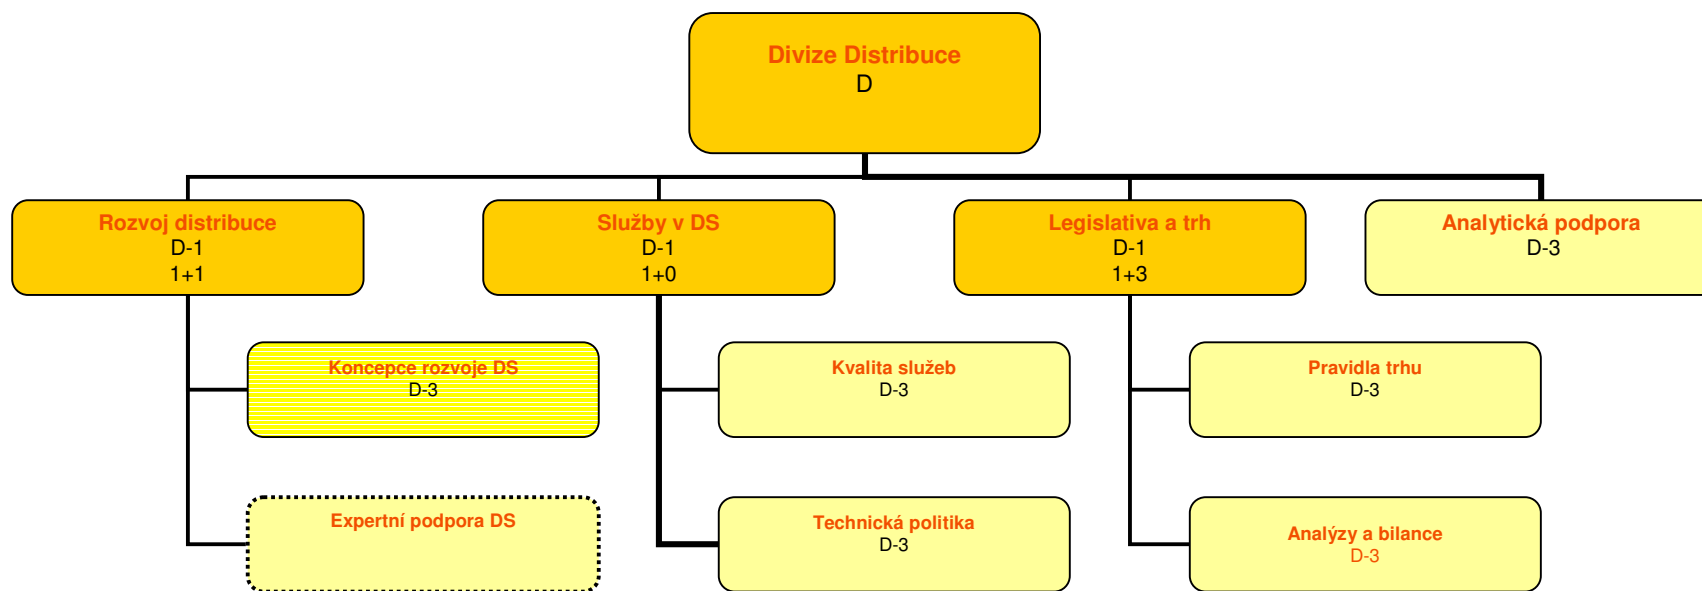 Divize Distribuce
D
Rozvoj distribuce
D-1
1+1
Služby v DS
D-1
1+0
Legislativa a trh
D-1
1+3
Analytická podpora
D-3
Koncepce rozvoje DS
D-3
Kvalita služeb
D-3
Pravidla trhu
D-3
Expertní podpora DS
Technická politika
D-3
Analýzy a bilance
D-3